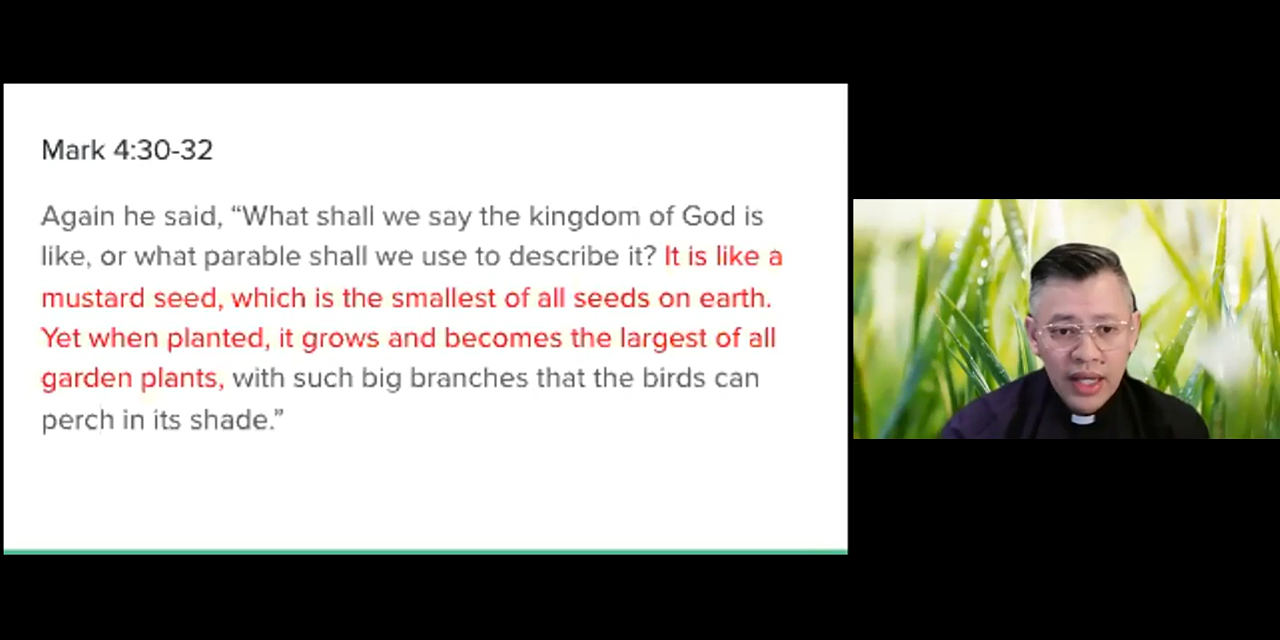 Mark 4:30-32
Again he said, “What shall we say the kingdom of God is
like, or what parable shall we use to describe it? It is like a
mustard seed, which is the smallest of all seeds on earth.
Yet when planted, it grows and becomes the largest of all
garden plants, with such big branches that the birds can
perch in its shade.”